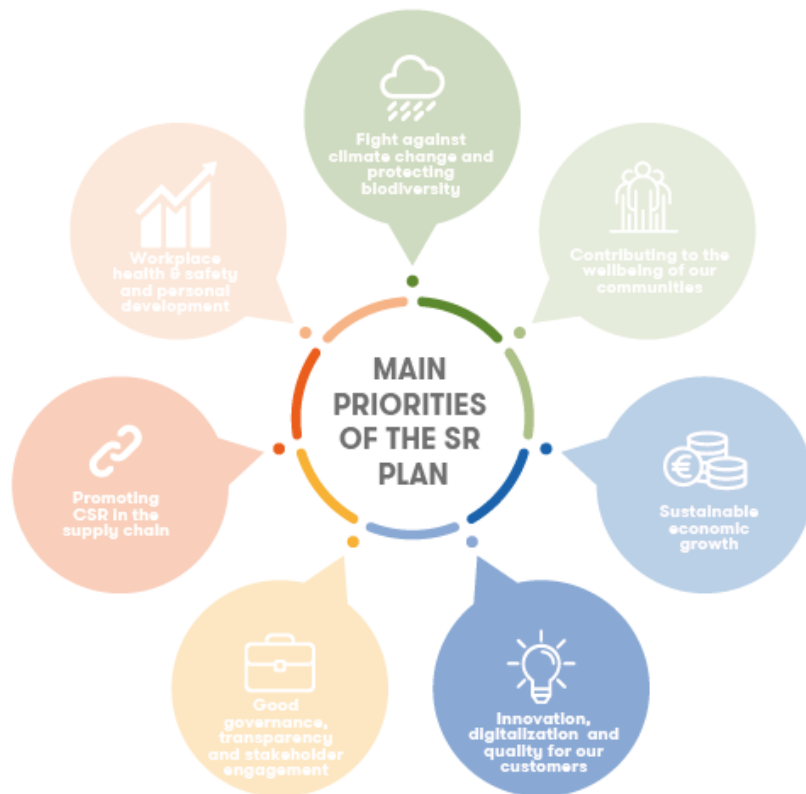 Fight against
climate change and
protecting
biodiversity
Workplace
health & safety
and personal
development
Contributing to the
wellbeing of our
communities
MAIN
PRIORITIES
OF THE SR
PLAN
Promoting
CSR in the
supply chain
€
Sustainable
economic
growth
Good
governance,
transparency
and stakeholder
engagement
Innovation,
digitalization and
quality for our
customers